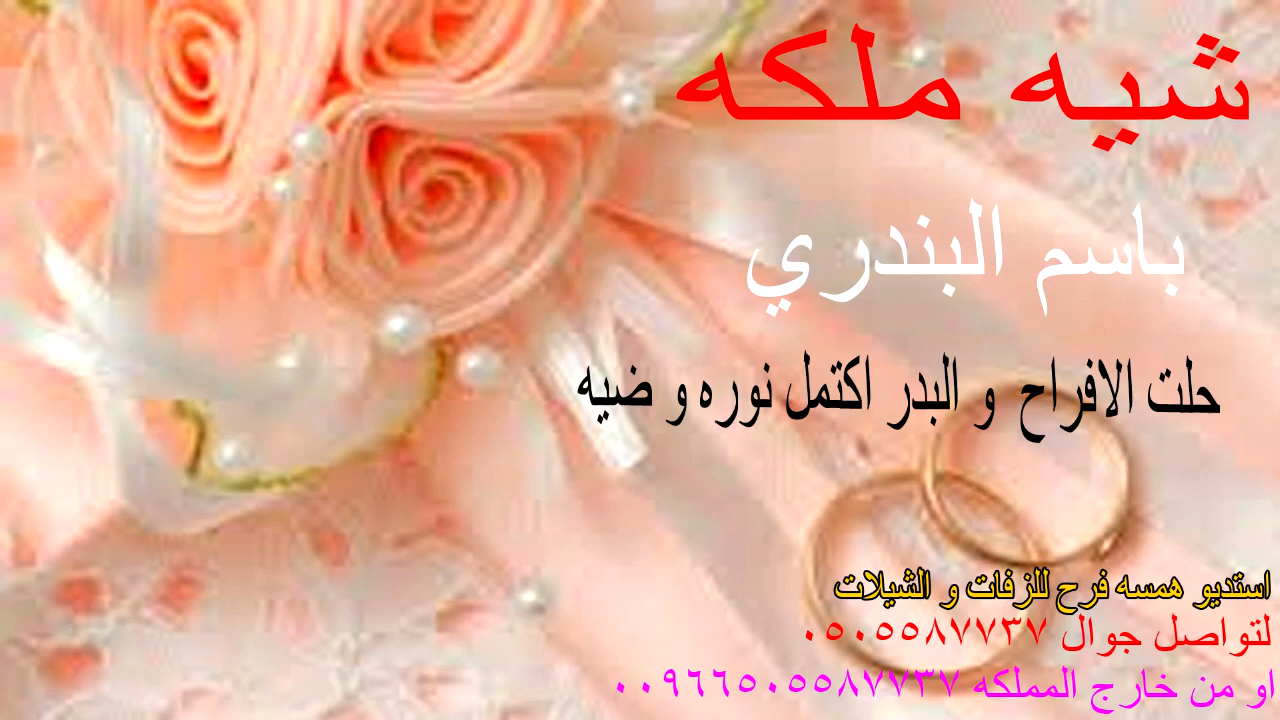 شيه ملكه
باسم البندري
حلت الافراح و البدر اكتمل نوره و ضيه
استديو همسه فرح للزفات و الشيلات
لتواصل جوال ٠٥٠٥٥٨٧٧٣٧
او من خارج المملكه ٠٠٩٦٦٥٠٥٥٨٧٧٣٧